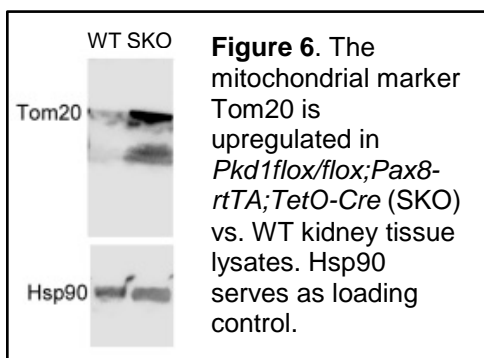 WT SKO
Tom20
Hsp90
Figure 6. The
mitochondrial marker
Tom20 is
upregulated in
Pkd1flox/flox;Pax8-
rtTA;TetO-Cre (SKO)
vs. WT kidney tissue
lysates. Hsp90
serves as loading
control.